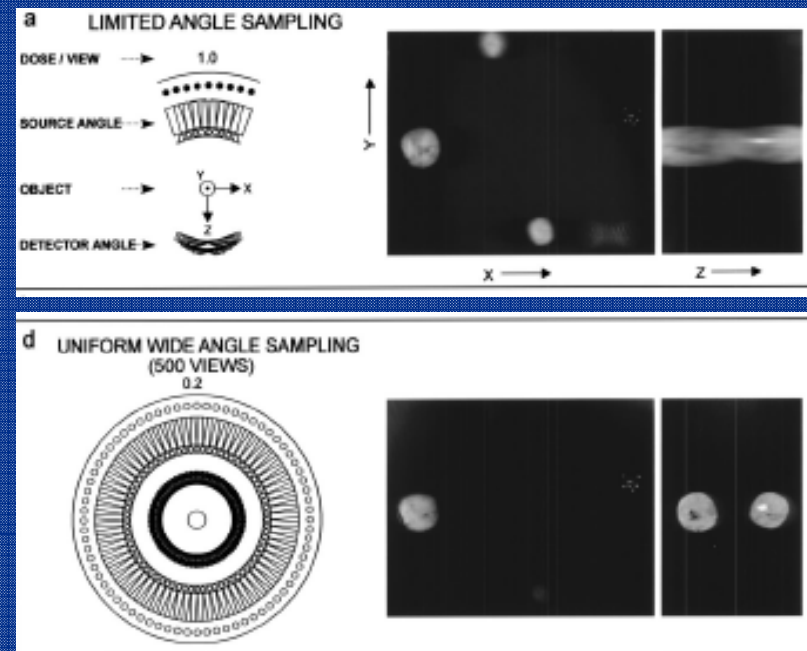 a LIMITED ANGLE SAMPLING
DOSE / VIEW 1.0
SOURCE ANGLE
OBJECT
Y
X
Z
DETECTOR ANGLE
Y
X
Z
d UNIFORM WIDE ANGLE SAMPLING
(500 VIEWS)
0.2